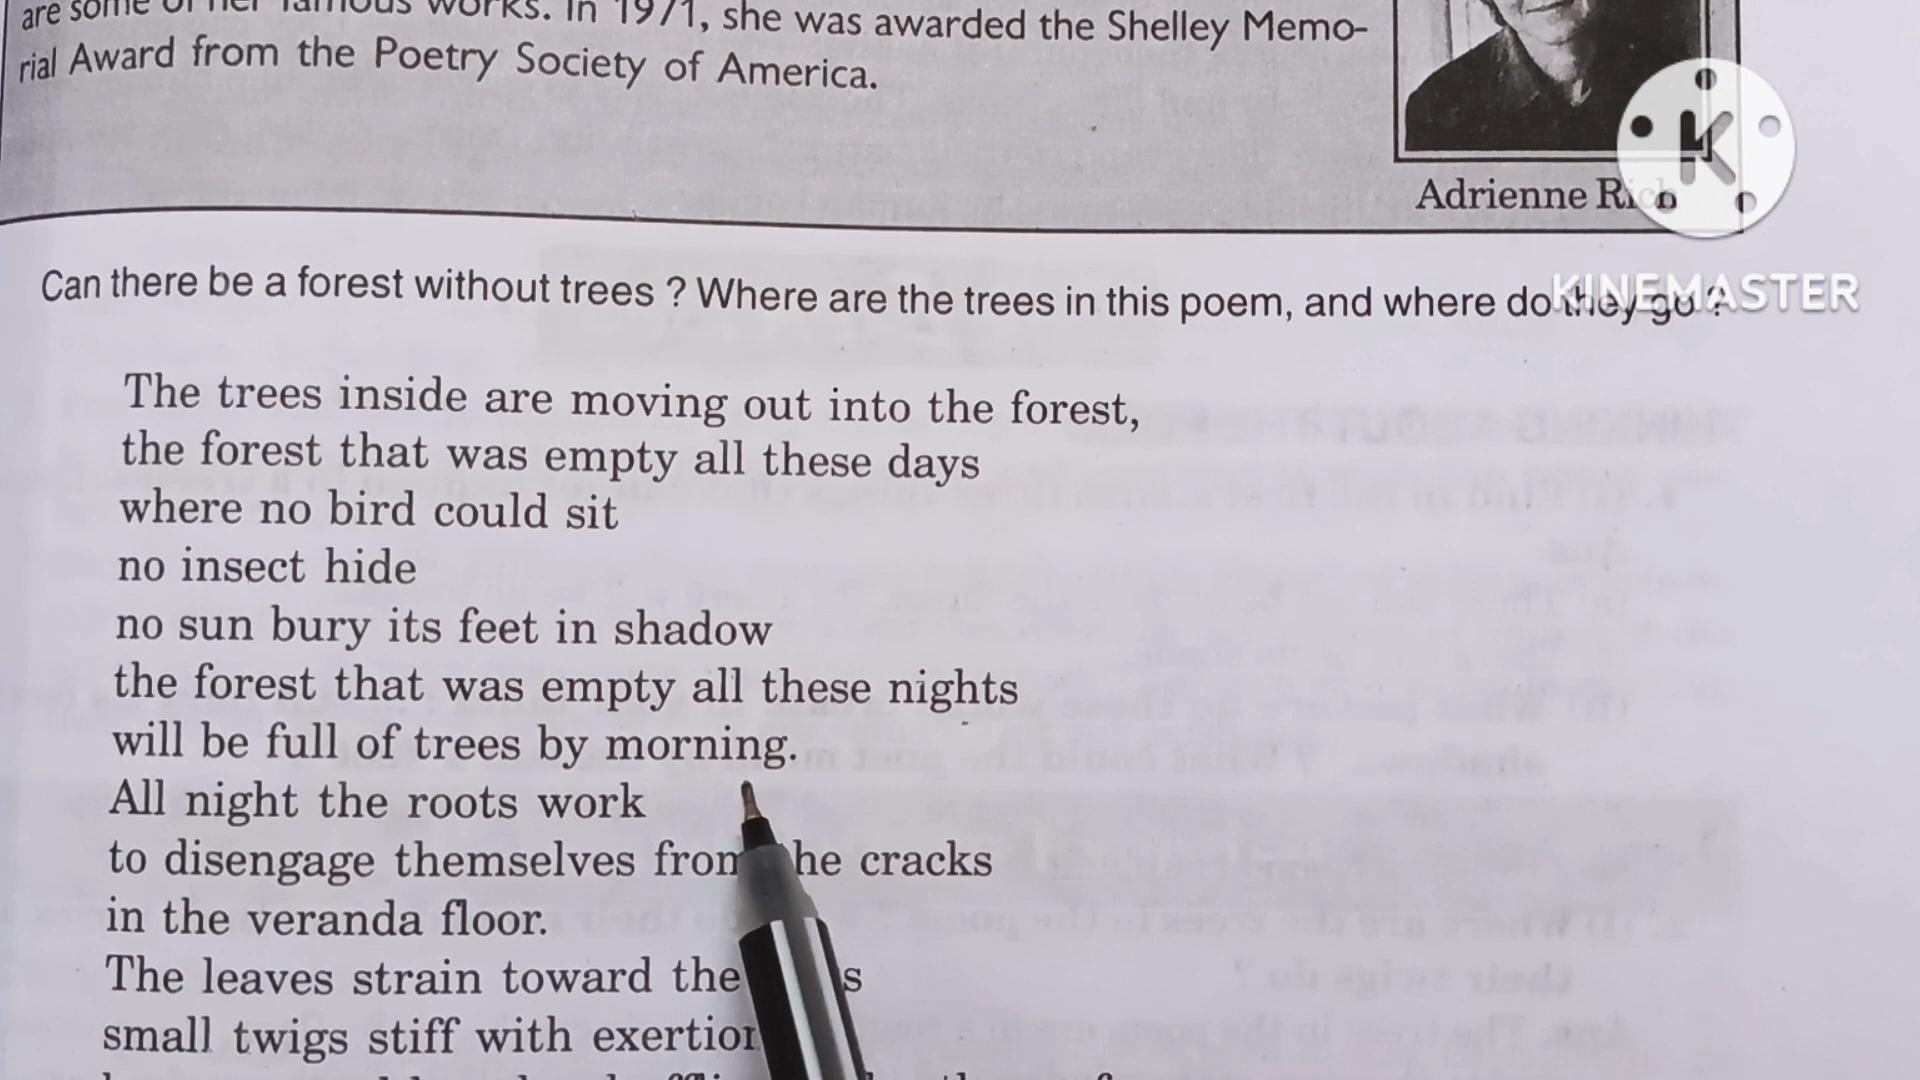 are some of her famous works. In 1971, she was awarded the Shelley Memo-
rial Award from the Poetry Society of America.
Adrienne Rich
KINEMASTER
Can there be a forest without trees ? Where are the trees in this poem, and where do they go ?
The trees inside are moving out into the forest,
the forest that was empty all these days
where no bird could sit
no insect hide
no sun bury its feet in shadow
the forest that was empty all these nights
will be full of trees by morning.
All night the roots work
to disengage themselves from the cracks
in the veranda floor.
The leaves strain toward the
small twigs stiff with exertion